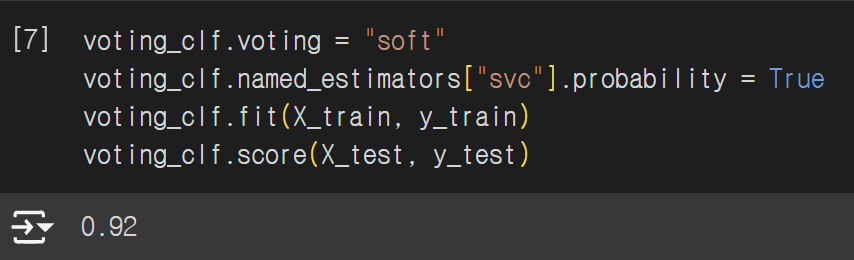 [7] voting_clf.voting = "soft"
voting_clf.named_estimators["svc"].probability = True
voting_clf.fit(X_train, y_train)
voting_clf.score(X_test, y_test)
0.92